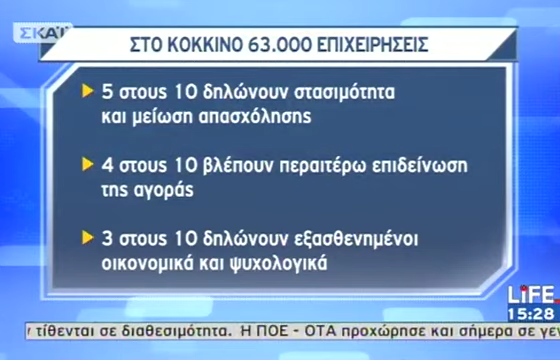 ΣΚΑΪ
ΣΤΟ ΚΟΚΚΙΝΟ 63.000 ΕΠΙΧΕΙΡΗΣΕΙΣ
5 στους 10 δηλώνουν στασιμότητα
και μείωση απασχόλησης
4 στους 10 βλέπουν περαιτέρω επιδείνωση
της αγοράς
3 στους 10 δηλώνουν εξασθενημένοι
οικονομικά και ψυχολογικά
LiFE
15:28
τίθενται σε διαθεσιμότητα. Η ΠΟΕ - ΟΤΑ προχώρησε και σήμερα σε